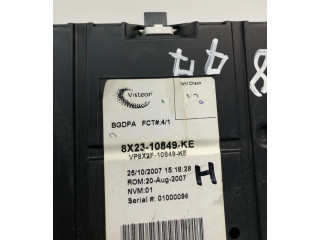 Visteon
BGDPA FCT#:4/1
8X23-10849-KE
VP8X2F-10849-KE
25/10/2007 15:18:28
ROM:20-Aug-2007
NVM:01
Serial #: 01000096
H